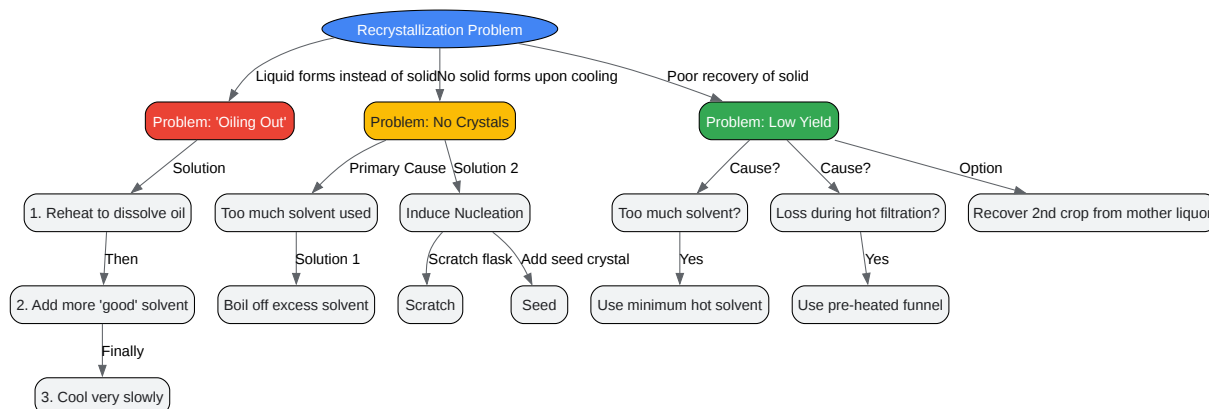 Recrystallization Problem
Liquid forms instead of solid
No solid forms upon cooling
Poor recovery of solid
Problem: 'Oiling Out'
Problem: No Crystals
Problem: Low Yield
Solution
Primary Cause
Solution 2
Cause?
Cause?
Option
1. Reheat to dissolve oil
Too much solvent used
Induce Nucleation
Too much solvent?
Loss during hot filtration?
Recover 2nd crop from mother liquor
Then
Solution 1
Scratch flask
Add seed crystal
Yes
Yes
2. Add more 'good' solvent
Boil off excess solvent
Scratch
Seed
Use minimum hot solvent
Use pre-heated funnel
Finally
3. Cool very slowly